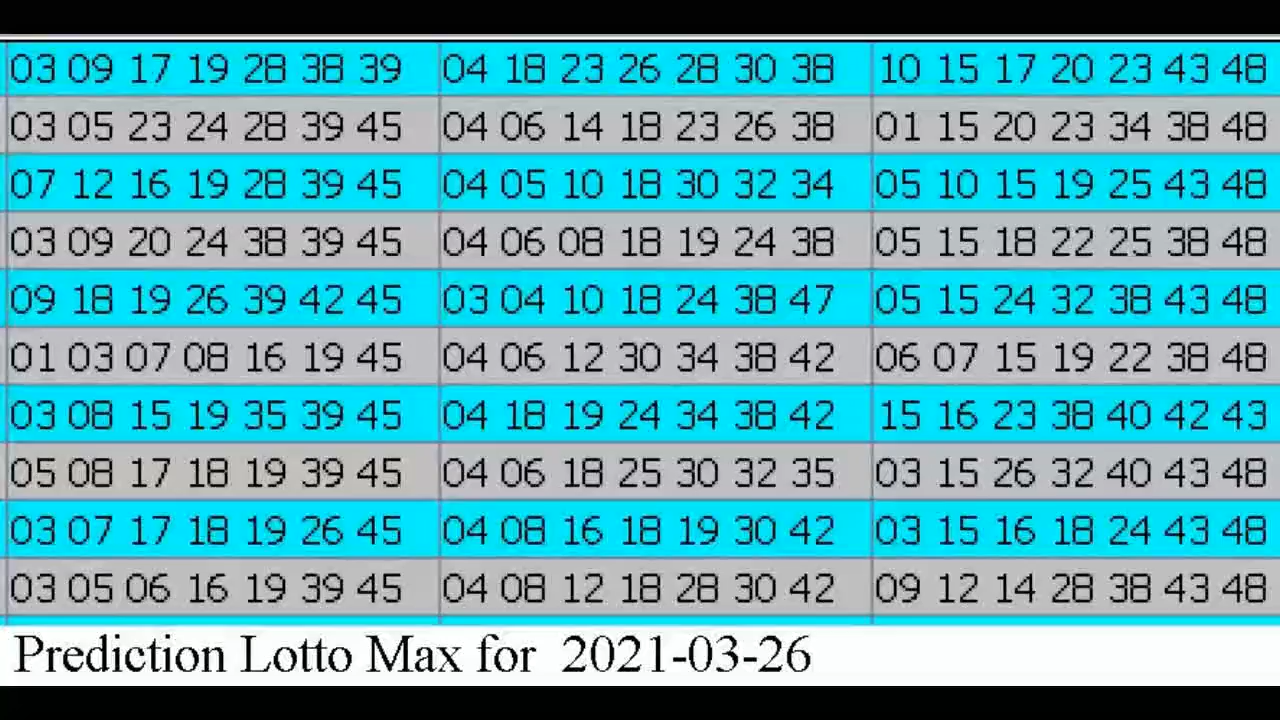 03 09 17 19 28 38 39 04 18 23 26 28 30 38 10 15 17 20 23 43 48
03 05 23 24 28 39 45 04 06 14 18 23 26 38 01 15 20 23 34 38 48
07 12 16 19 28 39 45 04 05 10 18 30 32 34 05 10 15 19 25 43 48
03 09 20 24 38 39 45 04 06 08 18 19 24 38 05 15 18 22 25 38 48
09 18 19 26 39 42 45 03 04 10 18 24 38 47 05 15 24 32 38 43 48
01 03 07 08 16 19 45 04 06 12 30 34 38 42 06 07 15 19 22 38 48
03 08 15 19 35 39 45 04 18 19 24 34 38 42 15 16 23 38 40 42 43
05 08 17 18 19 39 45 04 06 18 25 30 32 35 03 15 26 32 40 43 48
03 07 17 18 19 26 45 04 08 16 18 19 30 42 03 15 16 18 24 43 48
03 05 06 16 19 39 45 04 08 12 18 28 30 42 09 12 14 28 38 43 48
Prediction Lotto Max for 2021-03-26